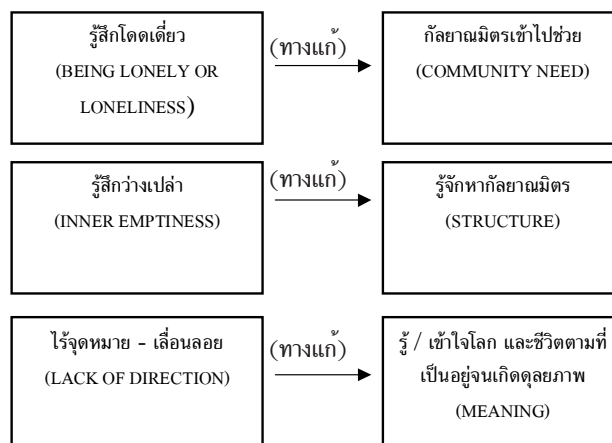 รู้สึกโดดเดี่ยว
(BEING LONELY OR
LONELINESS)
(ทางแก้)
กัลยาณมิตรเข้าไปช่วย
(COMMUNITY NEED)
รู้สึกว่างเปล่า
(INNER EMPTINESS)
(ทางแก้)
รู้จักหากัลยาณมิตร
(STRUCTURE)
ไร้จุดหมาย - เลื่อนลอย
(LACK OF DIRECTION)
(ทางแก้)
รู้ / เข้าใจโลก และชีวิตตามที่
เป็นอยู่จนเกิดดุลยภาพ
(MEANING)